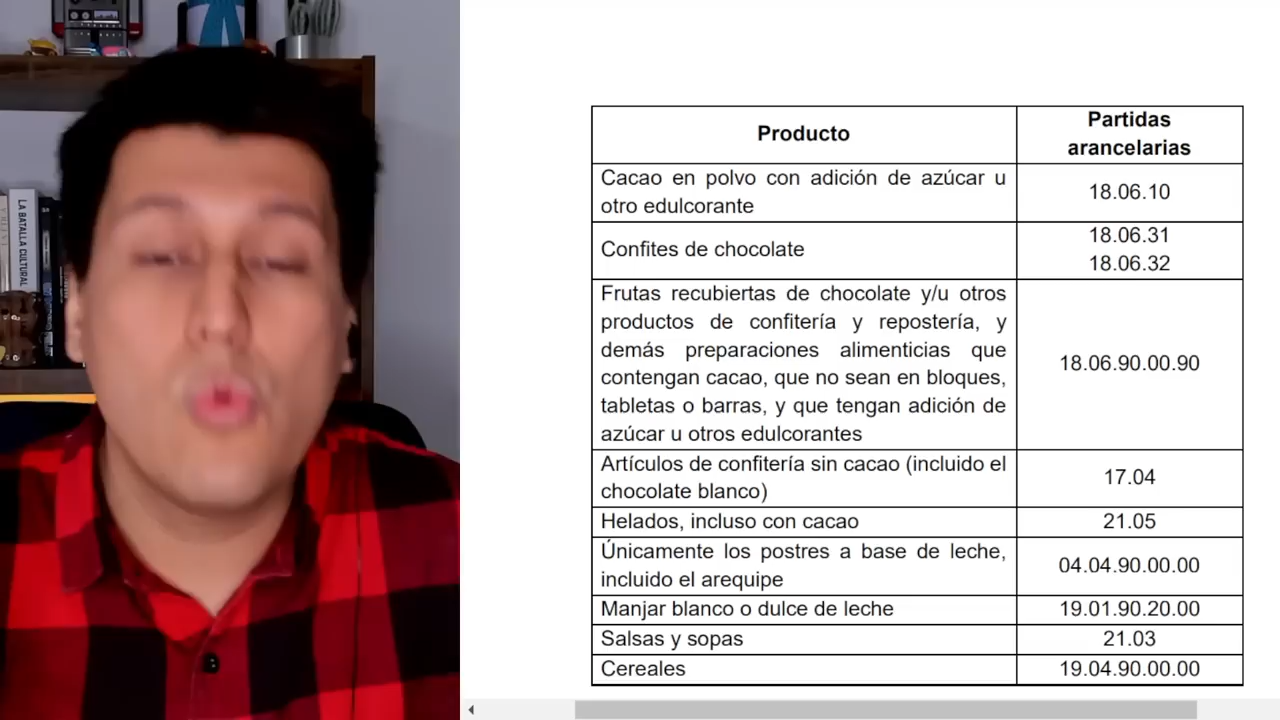 LA BATALLA CULTURAL
Producto
Partidas
arancelarias
Cacao en polvo con adición de azúcar u
otro edulcorante
18.06.10
Confites de chocolate
18.06.31
18.06.32
Frutas recubiertas de chocolate y/u otros
productos de confitería y repostería, y
demás preparaciones alimenticias que
contengan cacao, que no sean en bloques,
tabletas o barras, y que tengan adición de
azúcar u otros edulcorantes
18.06.90.00.90
Artículos de confitería sin cacao (incluido el
chocolate blanco)
17.04
Helados, incluso con cacao
21.05
Únicamente los postres a base de leche,
incluido el arequipe
04.04.90.00.00
Manjar blanco o dulce de leche
19.01.90.20.00
Salsas y sopas
21.03
Cereales
19.04.90.00.00